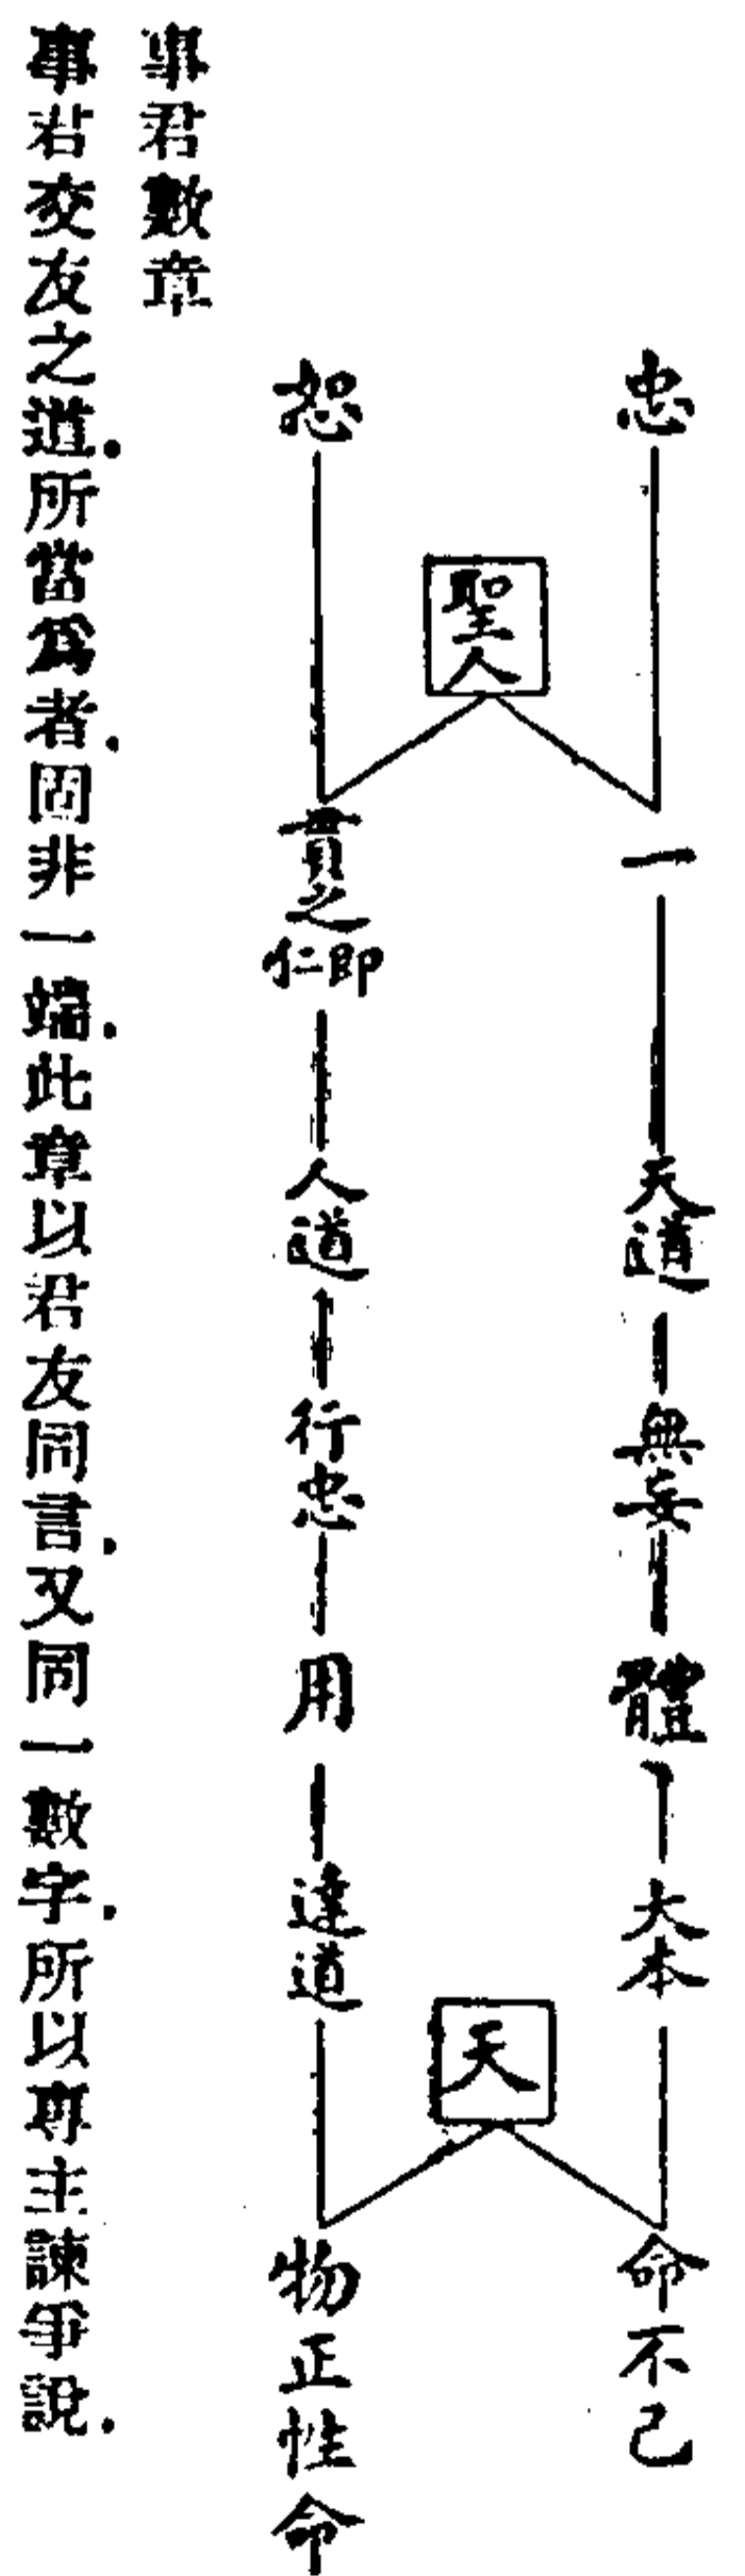 忠
一
天道
無妄
體
大本
命不已
聖人
天
恕
貫之
即仁
人道
行忠
用
達道
物正性命
事君數章
事君交友之道．所當爲者．固非一端．此章以君友同言．又同一數字．所以專主諫爭說．